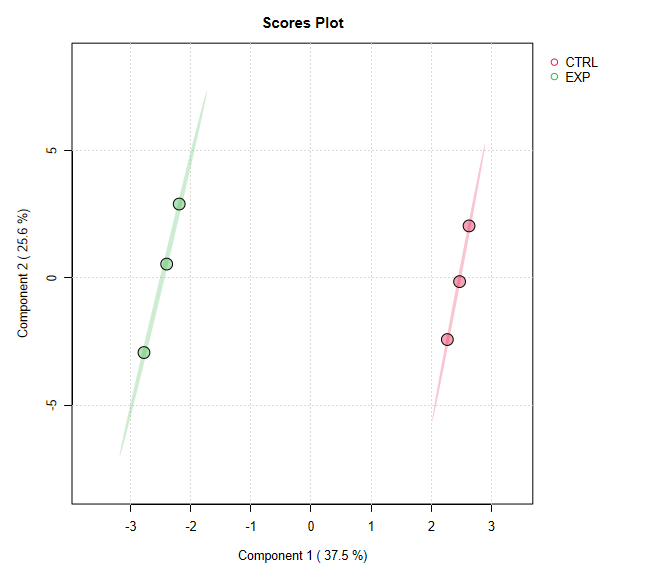 Scores Plot
CTRL
EXP
5
0
-5
Component 2 ( 25.6 %)
-3 -2 -1 0 1 2 3
Component 1 ( 37.5 %)